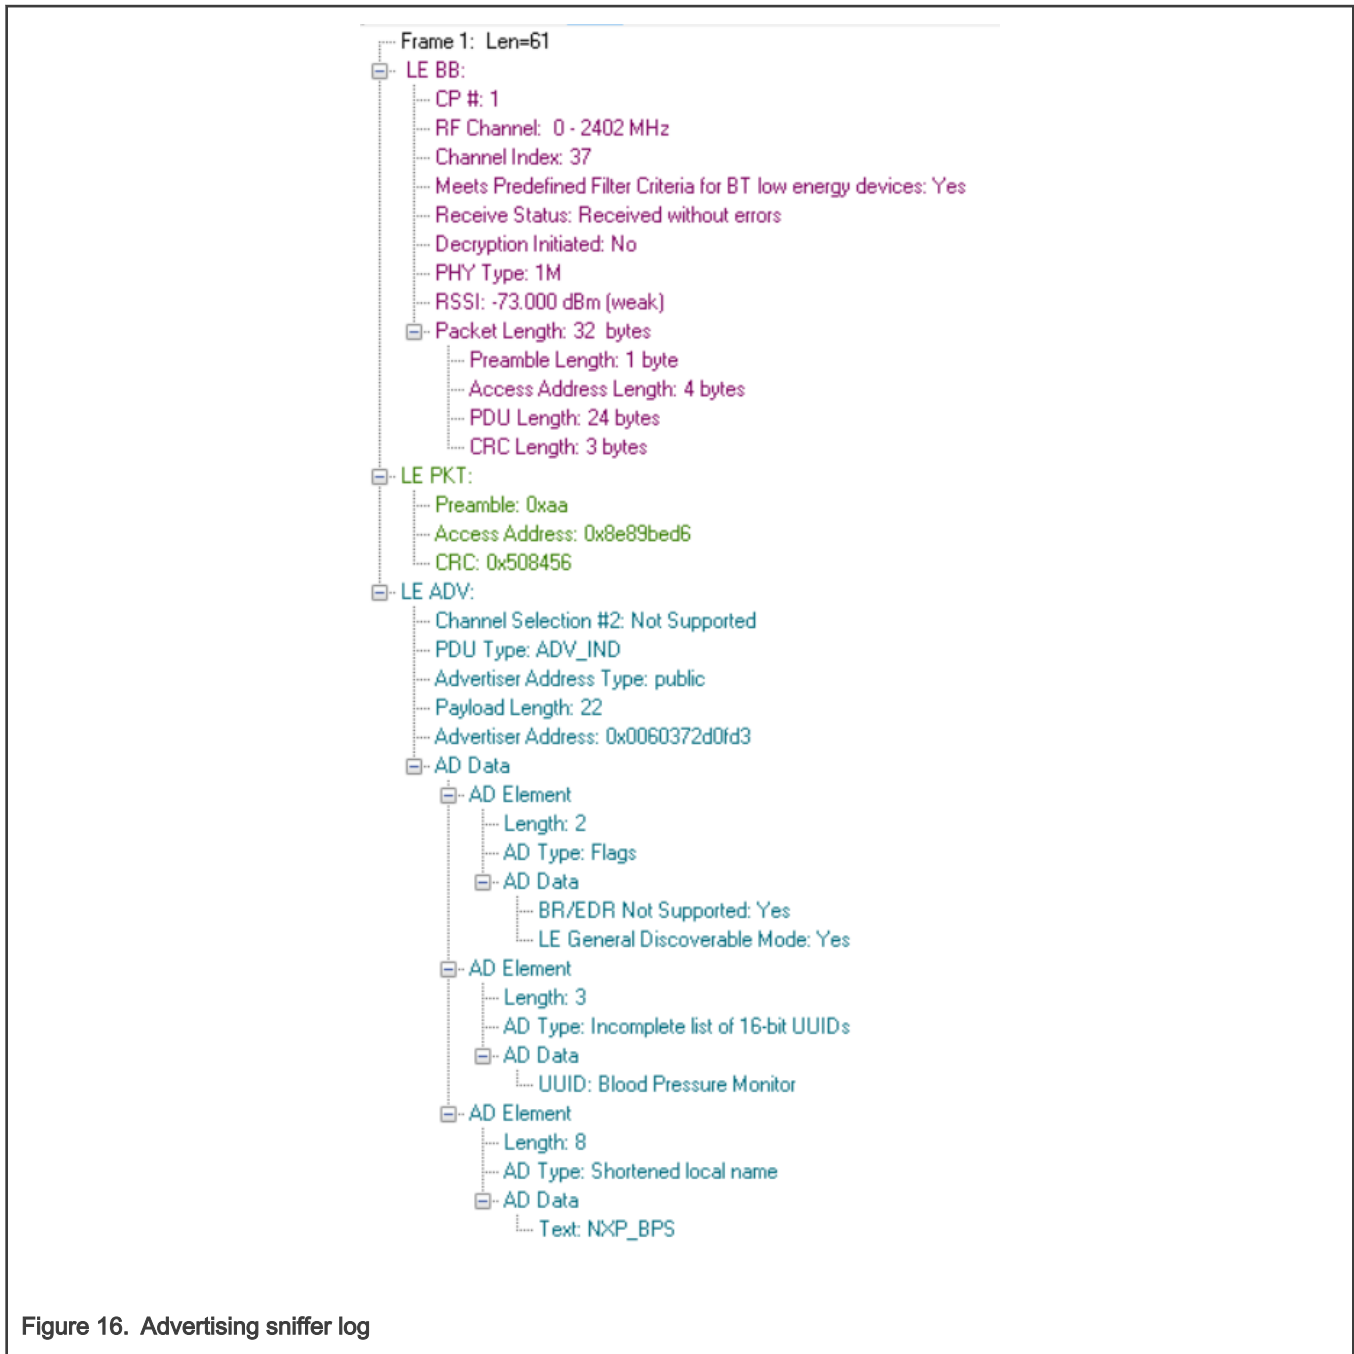 Frame 1: Len=61
LE BB:
CP #: 1
RF Channel: 0 - 2402 MHz
Channel Index: 37
Meets Predefined Filter Criteria for BT low energy devices: Yes
Receive Status: Received without errors
Decryption Initiated: No
PHY Type: 1M
RSSI: -73.000 dBm (weak)
Packet Length: 32 bytes
Preamble Length: 1 byte
Access Address Length: 4 bytes
PDU Length: 24 bytes
CRC Length: 3 bytes
LE PKT:
Preamble: 0xaa
Access Address: 0x8e89bed6
CRC: 0x508456
LE ADV:
Channel Selection #2: Not Supported
PDU Type: ADV_IND
Advertiser Address Type: public
Payload Length: 22
Advertiser Address: 0x0060372d0fd3
AD Data
AD Element
Length: 2
AD Type: Flags
AD Data
BR/EDR Not Supported: Yes
LE General Discoverable Mode: Yes
AD Element
Length: 3
AD Type: Incomplete list of 16-bit UUIDs
AD Data
UUID: Blood Pressure Monitor
AD Element
Length: 8
AD Type: Shortened local name
AD Data
Text: NXP_BPS
Figure 16. Advertising sniffer log